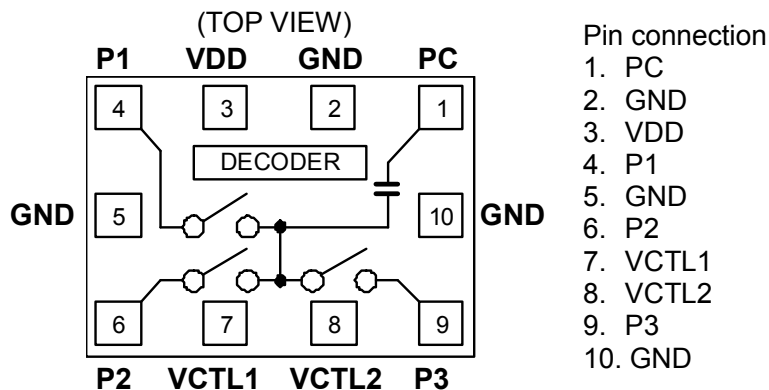 (TOP VIEW)
P1 VDD GND PC
4 3 2 1
DECODER
GND 5 10 GND
6 7 8 9
P2 VCTL1 VCTL2 P3
Pin connection
1. PC
2. GND
3. VDD
4. P1
5. GND
6. P2
7. VCTL1
8. VCTL2
9. P3
10. GND